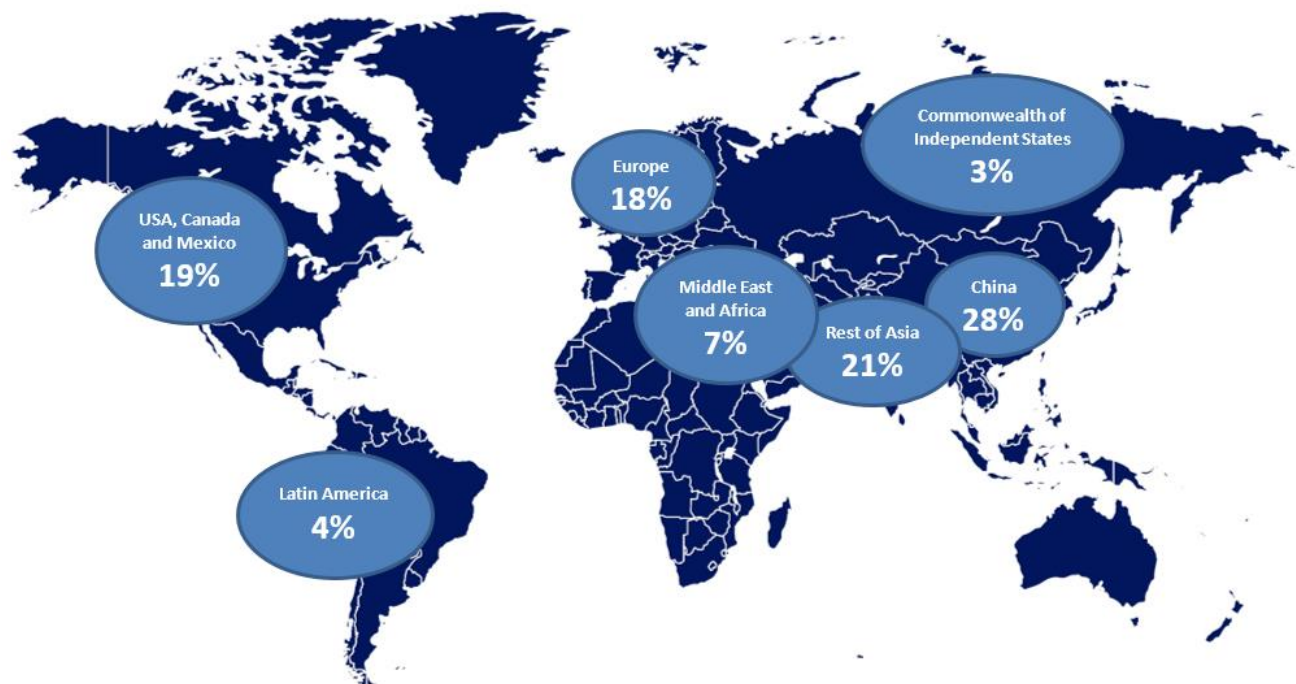 Commonwealth of
Independent States
3%
Europe
18%
USA, Canada
and Mexico
19%
Middle East
and Africa
7%
China
28%
Rest of Asia
21%
Latin America
4%